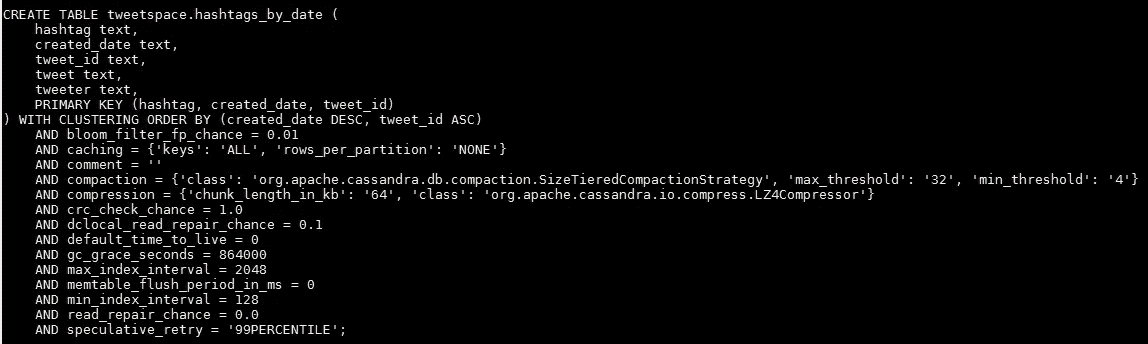 CREATE TABLE tweetspace.hashtags_by_date (
    hashtag text,
    created_date text,
    tweet_id text,
    tweet text,
    tweeter text,
    PRIMARY KEY (hashtag, created_date, tweet_id)
) WITH CLUSTERING ORDER BY (created_date DESC, tweet_id ASC)
    AND bloom_filter_fp_chance = 0.01
    AND caching = {'keys': 'ALL', 'rows_per_partition': 'NONE'}
    AND comment = ''
    AND compaction = {'class': 'org.apache.cassandra.db.compaction.SizeTieredCompactionStrategy', 'max_threshold': '32', 'min_threshold': '4'}
    AND compression = {'chunk_length_in_kb': '64', 'class': 'org.apache.cassandra.io.compress.LZ4Compressor'}
    AND crc_check_chance = 1.0
    AND dclocal_read_repair_chance = 0.1
    AND default_time_to_live = 0
    AND gc_grace_seconds = 864000
    AND max_index_interval = 2048
    AND memtable_flush_period_in_ms = 0
    AND min_index_interval = 128
    AND read_repair_chance = 0.0
    AND speculative_retry = '99PERCENTILE';